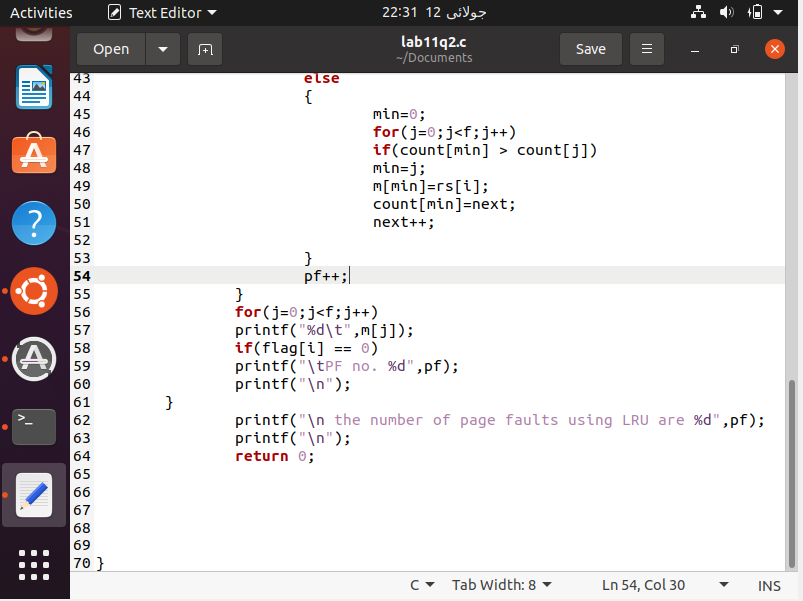 Activities Text Editor 22:31 12 جولائی
Open lab11q2.c Save
~/Documents
43 else
44 {
45 min=0;
46 for(j=0;j<f;j++)
47 if(count[min] > count[j])
48 min=j;
49 m[min]=rs[i];
50 count[min]=next;
51 next++;
52
53 }
54 pf++;
55 }
56 for(j=0;j<f;j++)
57 printf("%d\t",m[j]);
58 if(flag[i] == 0)
59 printf("\tPF no. %d",pf);
60 printf("\n");
61 }
62 printf("\n the number of page faults using LRU are %d",pf);
63 printf("\n");
64 return 0;
65
66
67
68
69
70 }
C Tab Width: 8 Ln 54, Col 30 INS